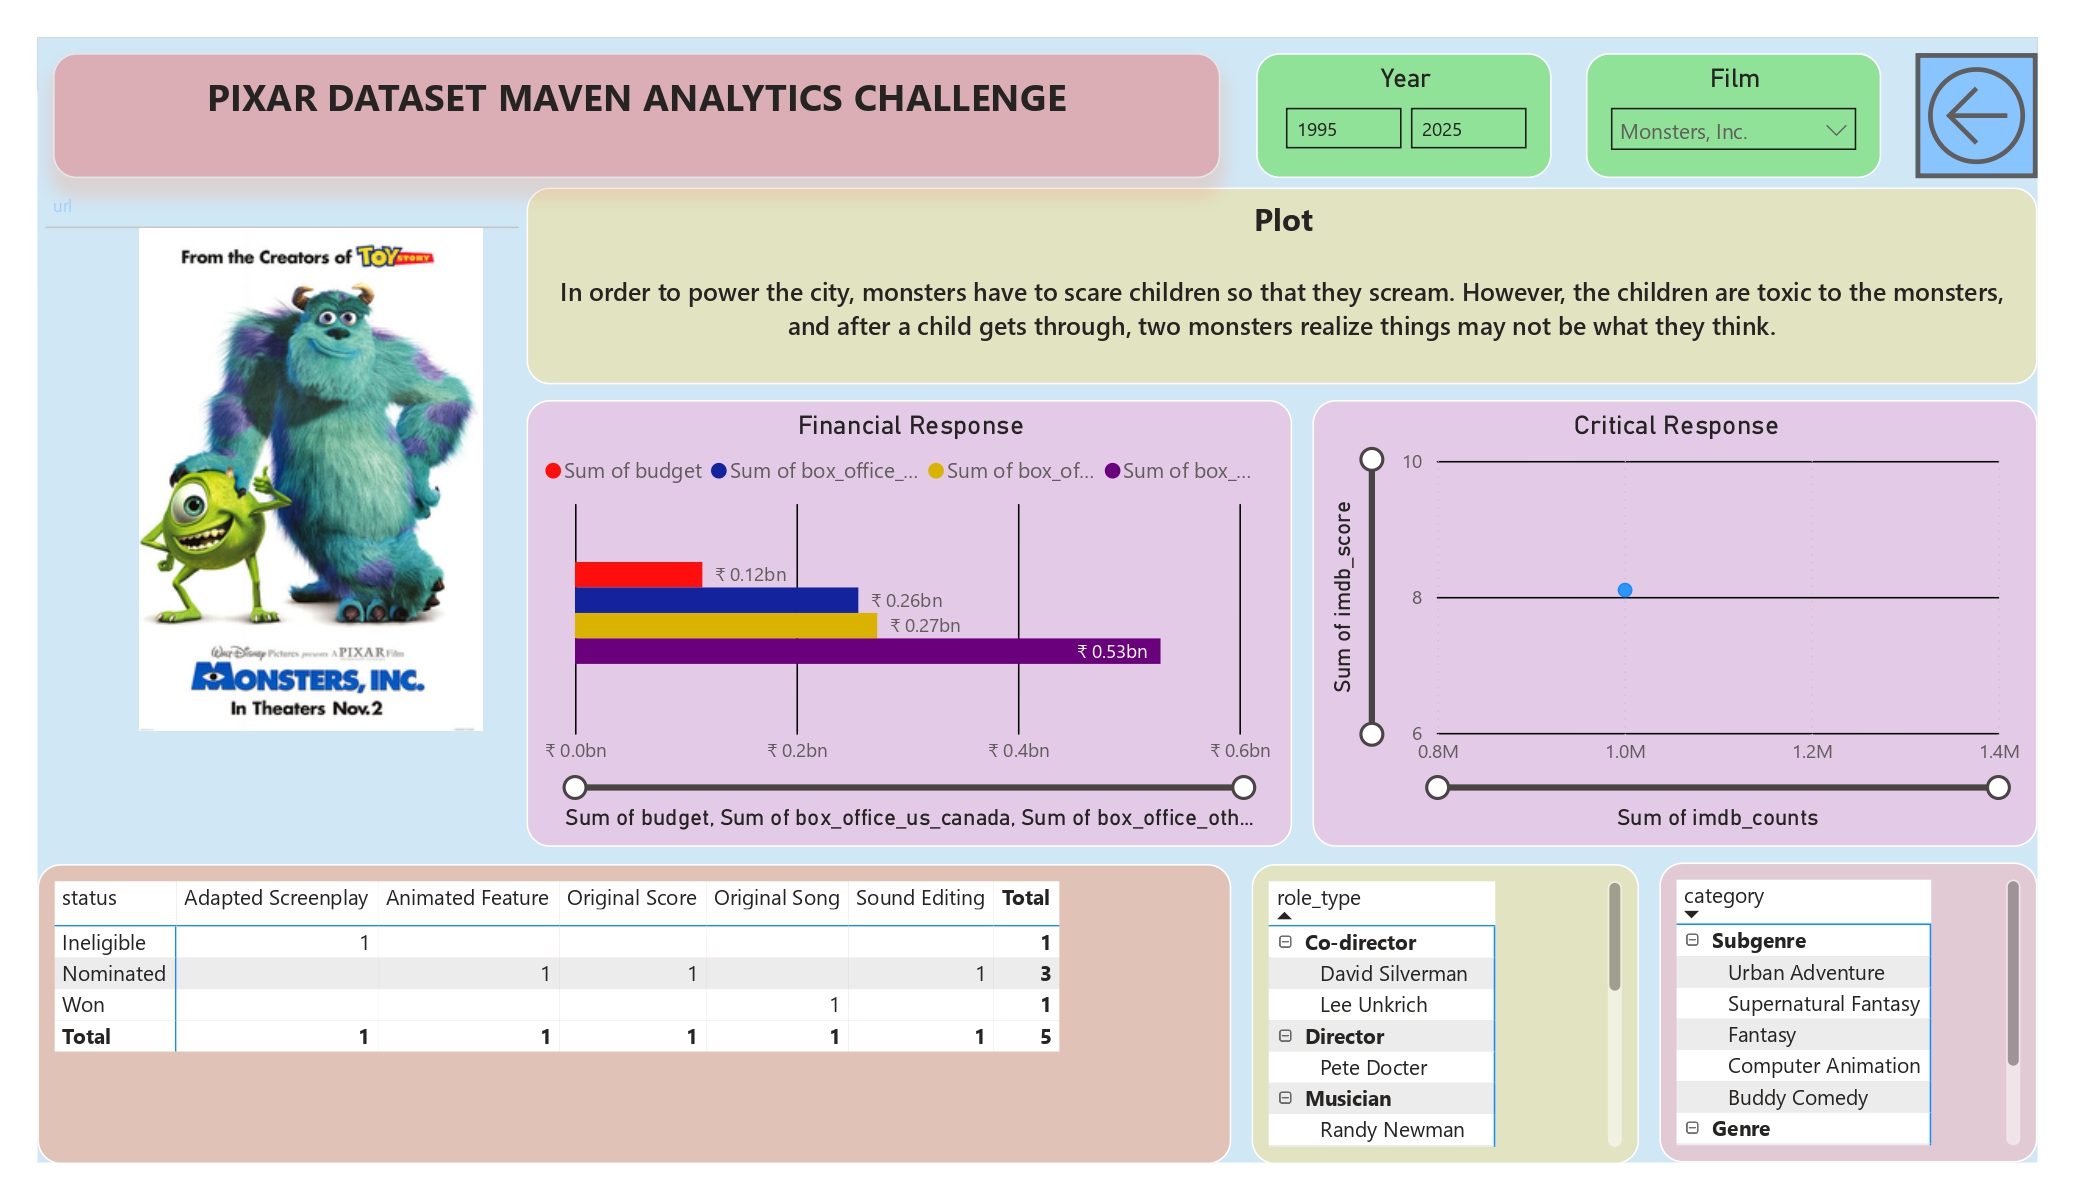 PIXAR DATASET MAVEN ANALYTICS CHALLENGE
Year
1995
2025
Film
Monsters, Inc.
url
From the Creators of TOY STORY
Walt Disney Pictures presents A PIXAR Film
MONSTERS, INC.
In Theaters Nov.2
Plot
In order to power the city, monsters have to scare children so that they scream. However, the children are toxic to the monsters,
and after a child gets through, two monsters realize things may not be what they think.
Financial Response
Sum of budget Sum of box_office_... Sum of box_of... Sum of box_...
₹ 0.12bn
₹ 0.26bn
₹ 0.27bn
₹ 0.53bn
₹ 0.0bn ₹ 0.2bn ₹ 0.4bn ₹ 0.6bn
Sum of budget, Sum of box_office_us_canada, Sum of box_office_oth...
Critical Response
Sum of imdb_score
10
8
6
0.8M 1.0M 1.2M 1.4M
Sum of imdb_counts
status Adapted Screenplay Animated Feature Original Score Original Song Sound Editing Total
Ineligible 1 1
Nominated 1 1 1 3
Won 1 1
Total 1 1 1 1 1 5
role_type
Co-director
David Silverman
Lee Unkrich
Director
Pete Docter
Musician
Randy Newman
category
Subgenre
Urban Adventure
Supernatural Fantasy
Fantasy
Computer Animation
Buddy Comedy
Genre